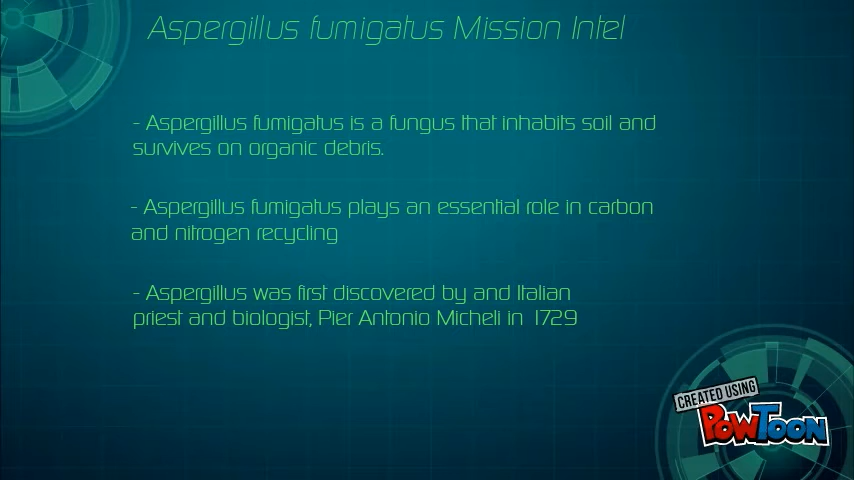 Aspergillus fumigatus Mission Intel
- Aspergillus fumigatus is a fungus that inhabits soil and
survives on organic debris.
- Aspergillus fumigatus plays an essential role in carbon
and nitrogen recycling
- Aspergillus was first discovered by and Italian
priest and biologist, Pier Antonio Micheli in 1729
CREATED USING
POWTOON